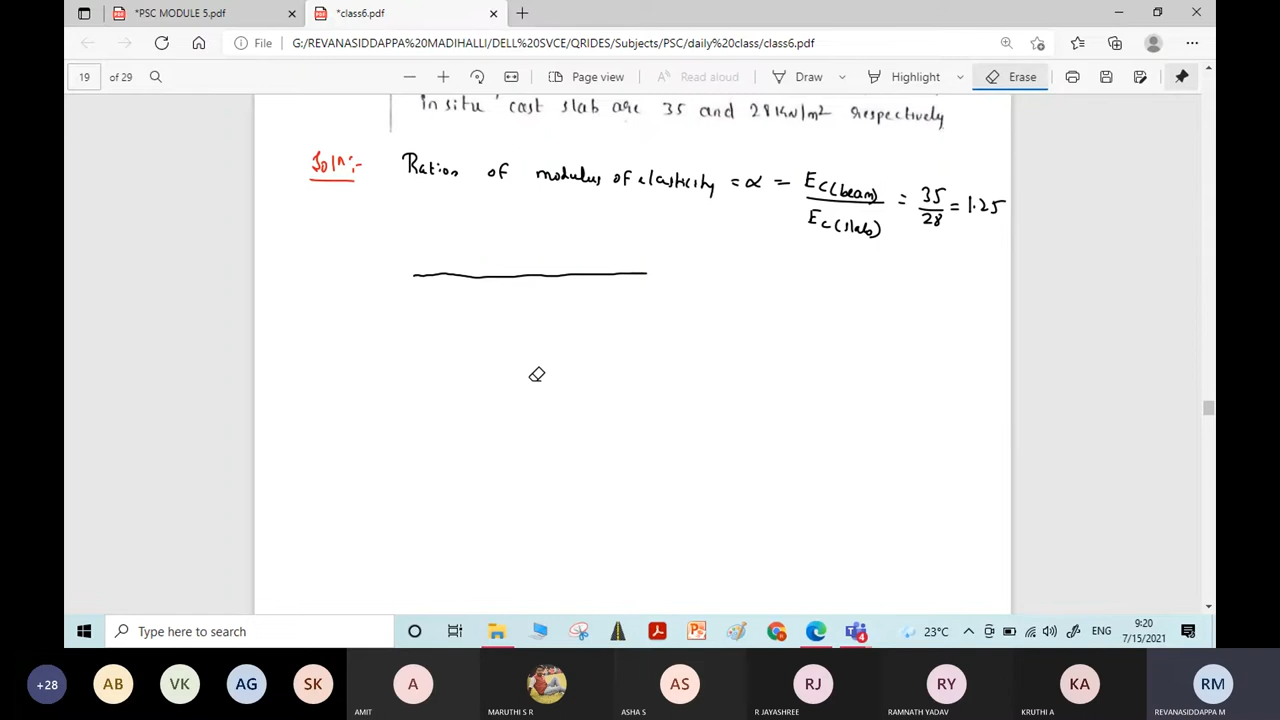 *PSC MODULE 5.pdf
*class6.pdf
File G:/REVANASIDDAPPA%20MADIHALLI/DELL%20SVCE/QRIDES/Subjects/PSC/daily%20class/class6.pdf
19 of 29 Page view Read aloud Draw Highlight Erase
in situ cast slab are 35 and 28 KN/m² respectively
Soln:- Ration of modulus of elasticity = α = Ec(beam)/Ec(slab) = 35/28 = 1.25
Type here to search
23°C
ENG
9:20
7/15/2021
4
+28 AB VK AG SK A AS RJ RY KA RM
AMIT MARUTHI S R ASHA S R JAYASHREE RAMNATH YADAV KRUTHI A REVANASIDDAPPA M